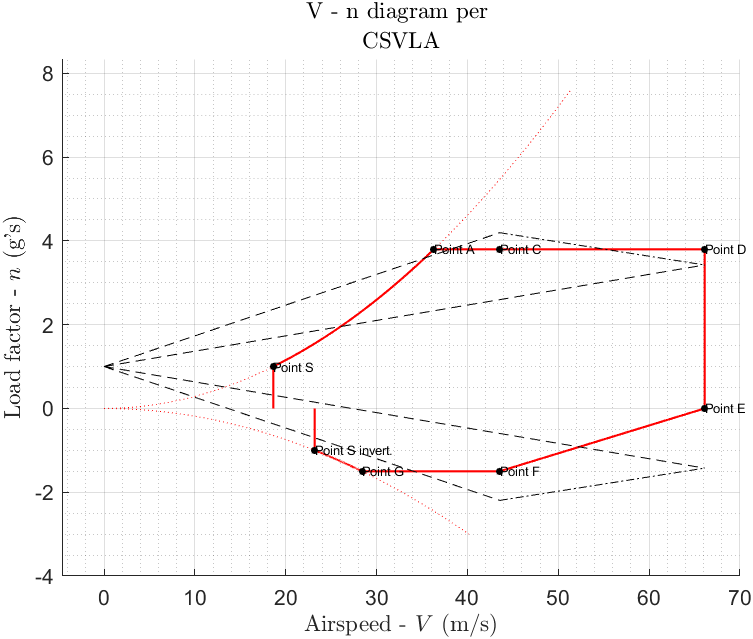 V - n diagram per
CSVLA
8
6
4
2
0
-2
-4
Load factor - n (g's)
Point A
Point C
Point D
Point S
Point E
Point S invert.
Point G
Point F
0 10 20 30 40 50 60 70
Airspeed - V (m/s)